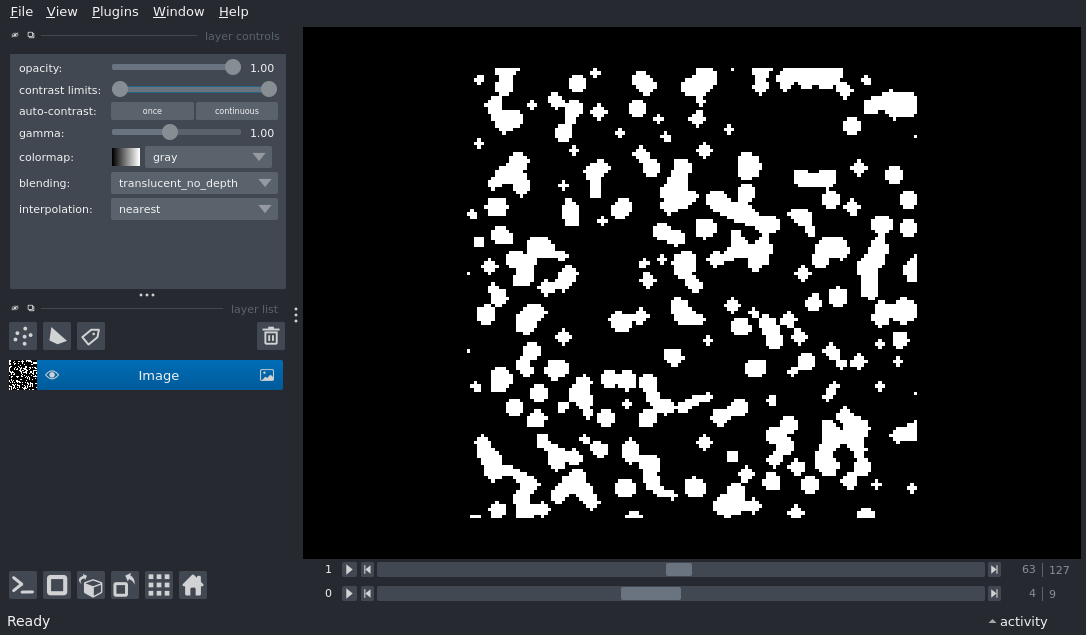 File View Plugins Window Help
layer controls
opacity: 1.00
contrast limits:
auto-contrast: once continuous
gamma: 1.00
colormap: gray
blending: translucent_no_depth
interpolation: nearest
layer list
Image
1 63 127
0 4 9
Ready activity